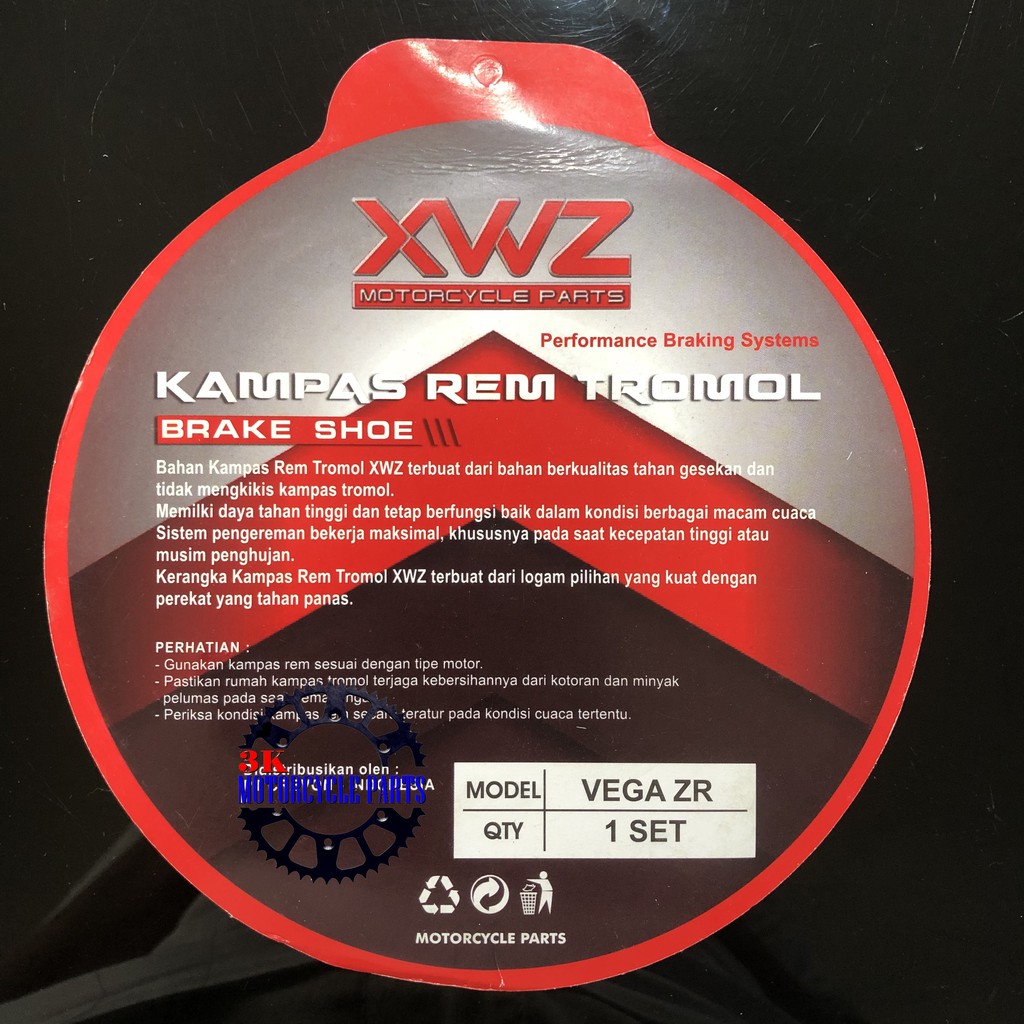 XWZ
MOTORCYCLE PARTS
Performance Braking Systems
KAMPAS REM TROMOL
BRAKE SHOE
Bahan Kampas Rem Tromol XWZ terbuat dari bahan berkualitas tahan gesekan dan
tidak mengkikis kampas tromol.
Memilki daya tahan tinggi dan tetap berfungsi baik dalam kondisi berbagai macam cuaca
Sistem pengereman bekerja maksimal, khususnya pada saat kecepatan tinggi atau
musim penghujan.
Kerangka Kampas Rem Tromol XWZ terbuat dari logam pilihan yang kuat dengan
perekat yang tahan panas.
PERHATIAN :
- Gunakan kampas rem sesuai dengan tipe motor.
- Pastikan rumah kampas tromol terjaga kebersihannya dari kotoran dan minyak
pelumas pada
- Periksa kondisi kampas pada kondisi cuaca tertentu.
oleh :
3K
MOTORCYCLE PARTS
MODEL VEGA ZR
QTY 1 SET
MOTORCYCLE PARTS